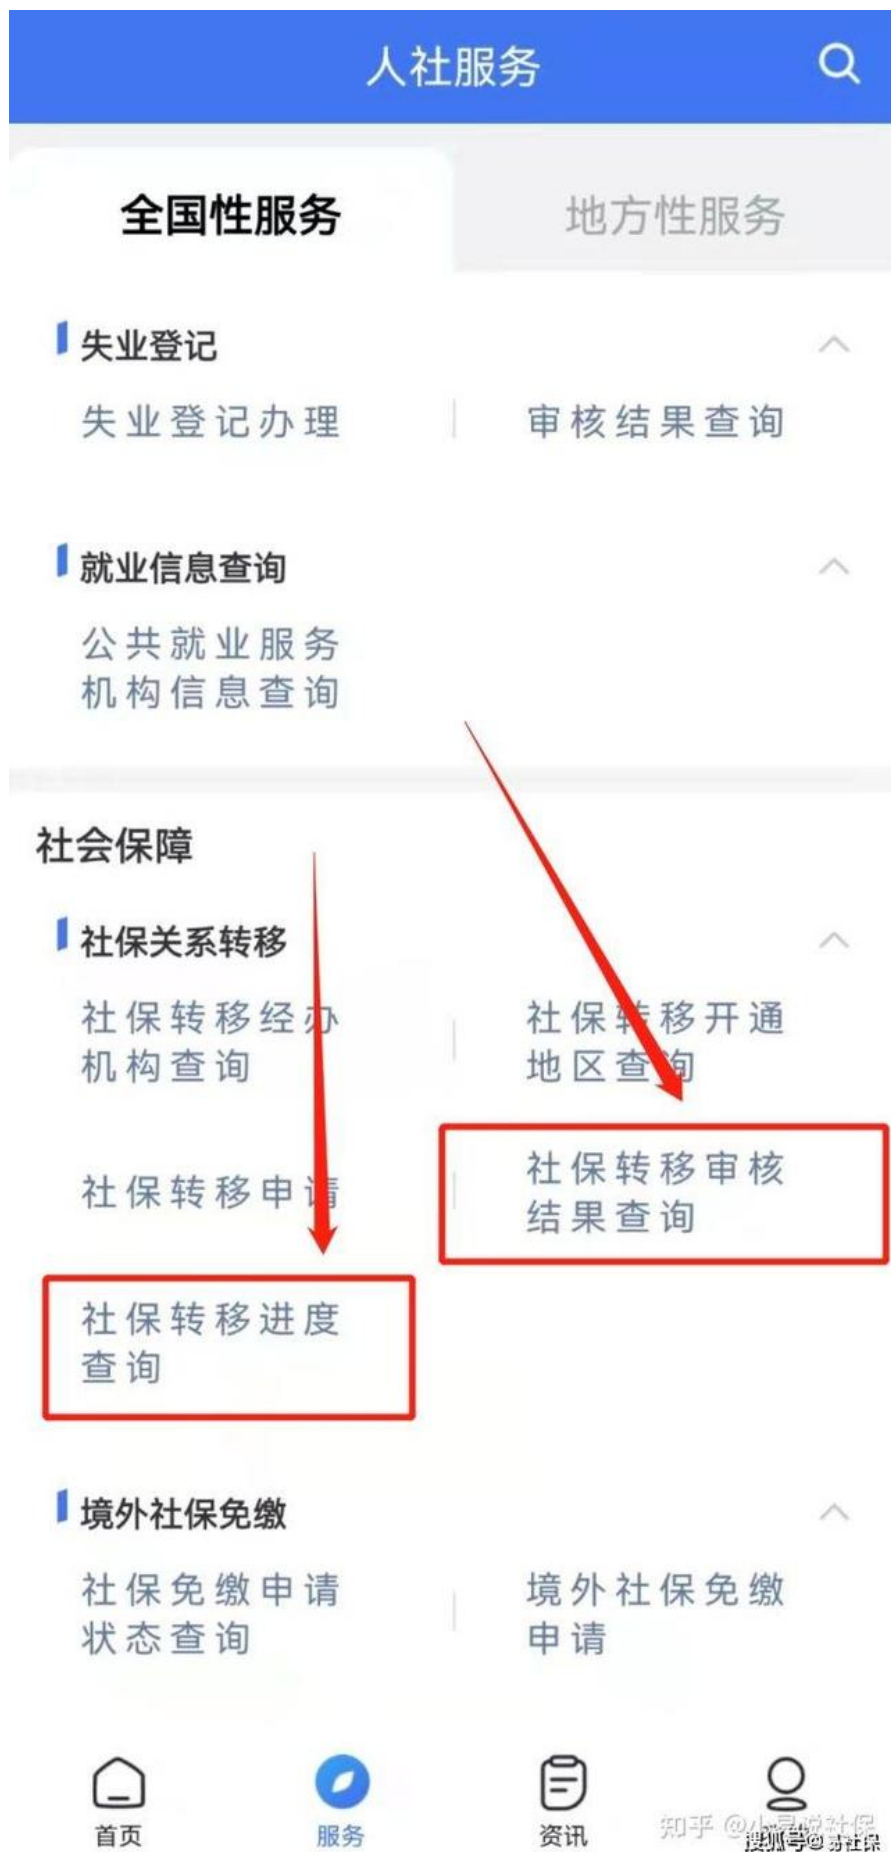 人社服务
全国性服务
地方性服务
失业登记
失业登记办理
审核结果查询
就业信息查询
公共就业服务
机构信息查询
社会保障
社保关系转移
社保转移经办
机构查询
社保转移开通
地区查询
社保转移申请
社保转移审核
结果查询
社保转移进度
查询
境外社保免缴
社保免缴申请
状态查询
境外社保免缴
申请
首页
服务
资讯
知乎
搜狐号@
社保